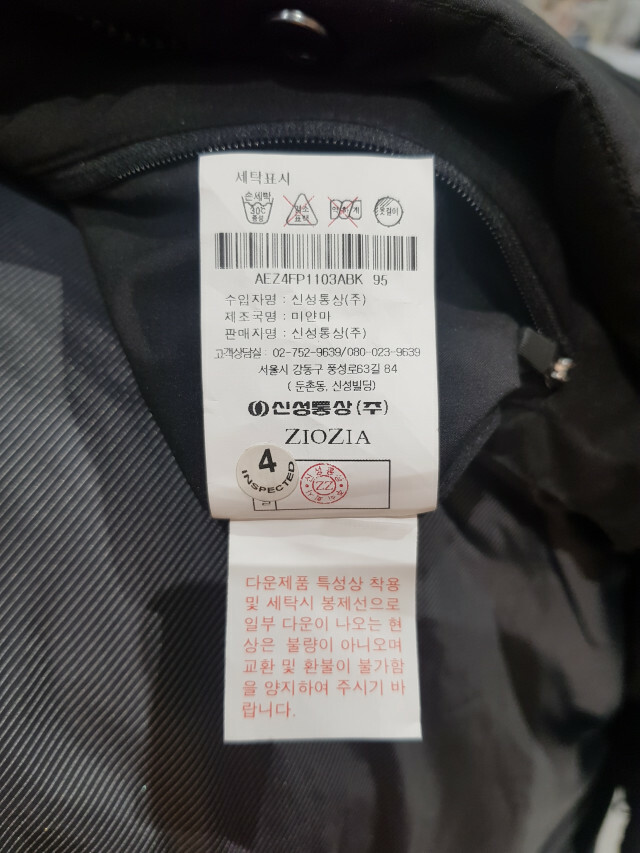 세탁표시
손세탁
30℃
중성
염소
표백
옷걸이
AEZ4FP1103ABK 95
수입자명 : 신성통상(주)
제조국명 : 미얀마
판매자명 : 신성통상(주)
고객상담실 : 02-752-9639/080-023-9639
서울시 강동구 풍성로63길 84
( 둔촌동, 신성빌딩)
신성통상(주)
ZIOZIA
4
INSPECTED
ZZ
다운제품 특성상 착용
및 세탁시 봉제선으로
일부 다운이 나오는 현
상은 불량이 아니오며
교환 및 환불이 불가함
을 양지하여 주시기 바
랍니다.